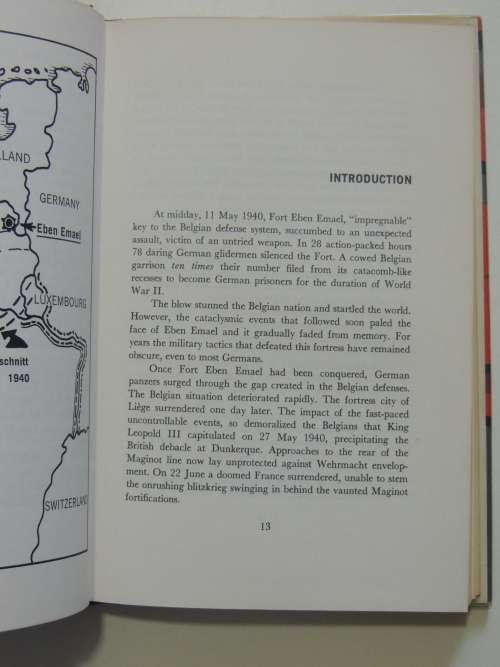 LLAND
GERMANY
Eben Emael
LUXEMBOURG
schnitt
1940
SWITZERLAND
INTRODUCTION
At midday, 11 May 1940, Fort Eben Emael, “impregnable”
key to the Belgian defense system, succumbed to an unexpected
assault, victim of an untried weapon. In 28 action-packed hours
78 daring German glidermen silenced the Fort. A cowed Belgian
garrison ten times their number filed from its catacomb-like
recesses to become German prisoners for the duration of World
War II.
The blow stunned the Belgian nation and startled the world.
However, the cataclysmic events that followed soon paled the
face of Eben Emael and it gradually faded from memory. For
years the military tactics that defeated this fortress have remained
obscure, even to most Germans.
Once Fort Eben Emael had been conquered, German
panzers surged through the gap created in the Belgian defenses.
The Belgian situation deteriorated rapidly. The fortress city of
Liège surrendered one day later. The impact of the fast-paced
uncontrollable events, so demoralized the Belgians that King
Leopold III capitulated on 27 May 1940, precipitating the
British debacle at Dunkerque. Approaches to the rear of the
Maginot line now lay unprotected against Wehrmacht envelop-
ment. On 22 June a doomed France surrendered, unable to stem
the onrushing blitzkrieg swinging in behind the vaunted Maginot
fortifications.
13